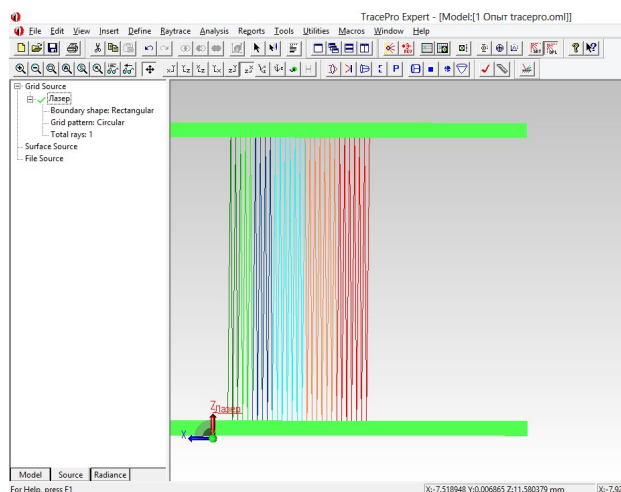 TracePro Expert - [Model:[1 Опыт tracepro.oml]]
File Edit View Insert Define Raytrace Analysis Reports Tools Utilities Macros Window Help
Grid Source
Лазер
Boundary shape: Rectangular
Grid pattern: Circular
Total rays: 1
Surface Source
File Source
Z
Лазер
X
Model Source Radiance
For Help, press F1
X:-7.518948 Y:0.006865 Z:11.580379 mm
X:-7.92